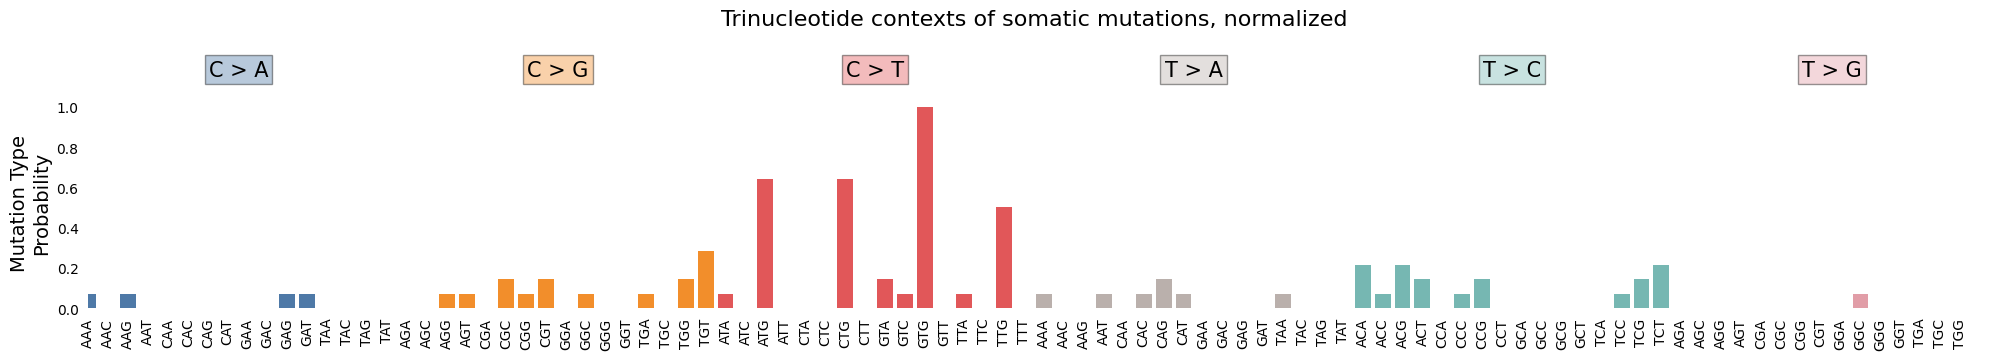 Trinucleotide contexts of somatic mutations, normalized
C > A C > G C > T T > A T > C T > G
Mutation Type
Probability
1.0
0.8
0.6
0.4
0.2
0.0
AAA AAC AAG AAT CAA CAC CAG CAT GAA GAC GAG GAT TAA TAC TAG TAT AGA AGC AGG AGT CGA CGC CGG CGT GGA GGC GGG GGT TGA TGC TGG TGT ATA ATC ATG ATT CTA CTC CTG CTT GTA GTC GTG GTT TTA TTC TTG TTT AAA AAC AAG AAT CAA CAC CAG CAT GAA GAC GAG GAT TAA TAC TAG TAT ACA ACC ACG ACT CCA CCC CCG CCT GCA GCC GCG GCT TCA TCC TCG TCT AGA AGC AGG AGT CGA CGC CGG CGT GGA GGC GGG GGT TGA TGC TGG